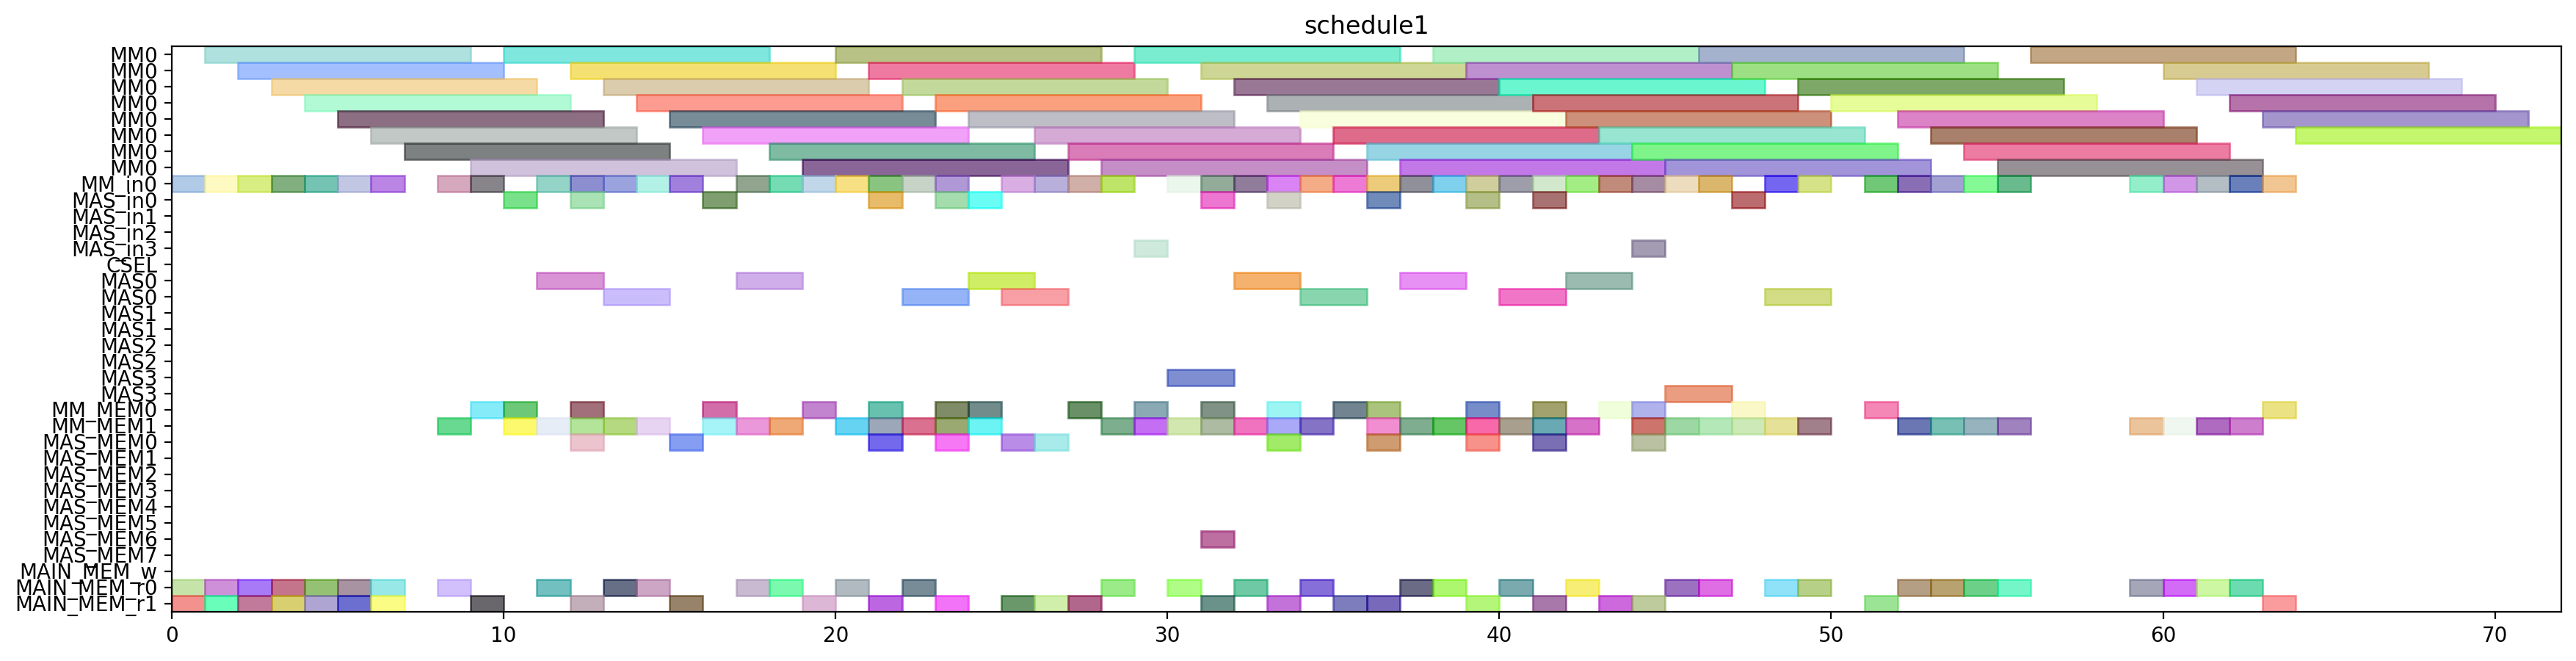 schedule1
MM0
MM0
MM0
MM0
MM0
MM0
MM0
MM0
MM_in0
MAS_in0
MAS_in1
MAS_in2
MAS_in3
CSEL
MAS0
MAS0
MAS1
MAS1
MAS2
MAS2
MAS3
MAS3
MM_MEM0
MM_MEM1
MAS_MEM0
MAS_MEM1
MAS_MEM2
MAS_MEM3
MAS_MEM4
MAS_MEM5
MAS_MEM6
MAS_MEM7
MAIN_MEM_w
MAIN_MEM_r0
MAIN_MEM_r1
0 10 20 30 40 50 60 70